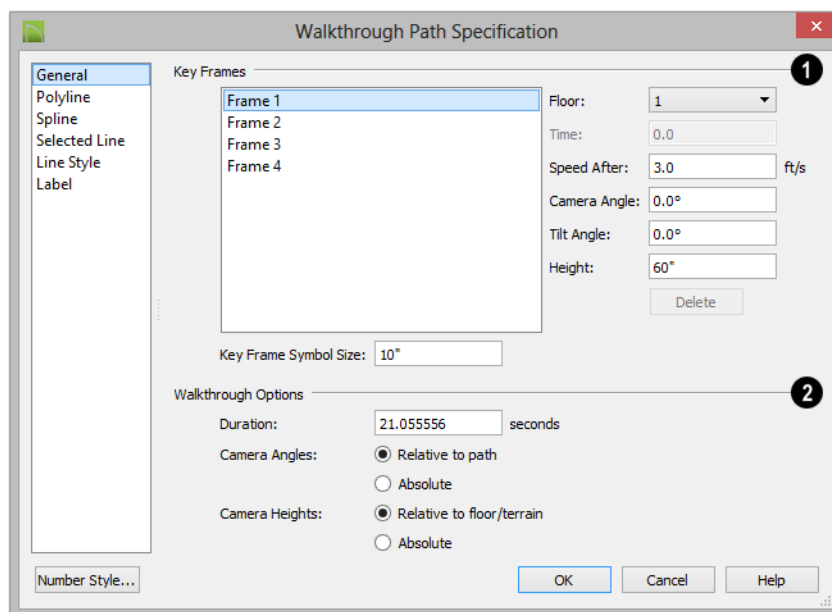 Walkthrough Path Specification
General
Polyline
Spline
Selected Line
Line Style
Label
Key Frames
1
Frame 1
Frame 2
Frame 3
Frame 4
Floor: 1
Time: 0.0
Speed After: 3.0 ft/s
Camera Angle: 0.0°
Tilt Angle: 0.0°
Height: 60"
Delete
Key Frame Symbol Size: 10"
Walkthrough Options
2
Duration: 21.055556 seconds
Camera Angles: Relative to path
Absolute
Camera Heights: Relative to floor/terrain
Absolute
Number Style...
OK
Cancel
Help